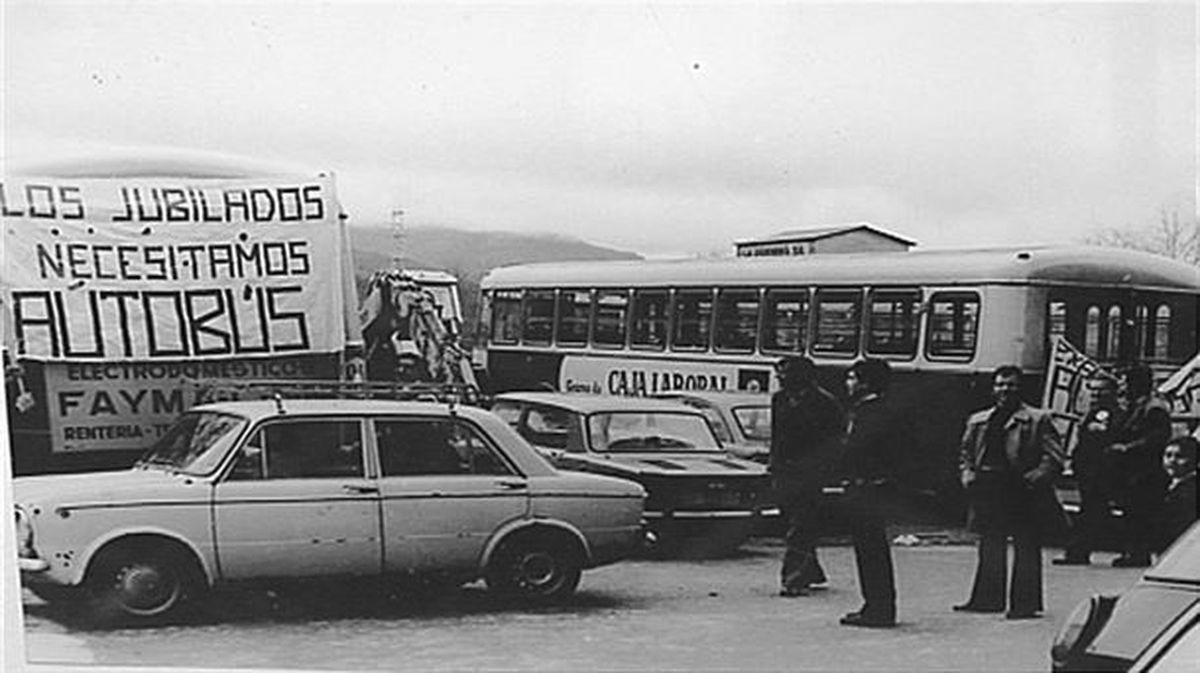 LOS JUBILADOS
NECESITAMOS
AUTOBUS
ELECTRODOMESTICOS
FAYM
RENTERIA-T
CAJA LABORAL